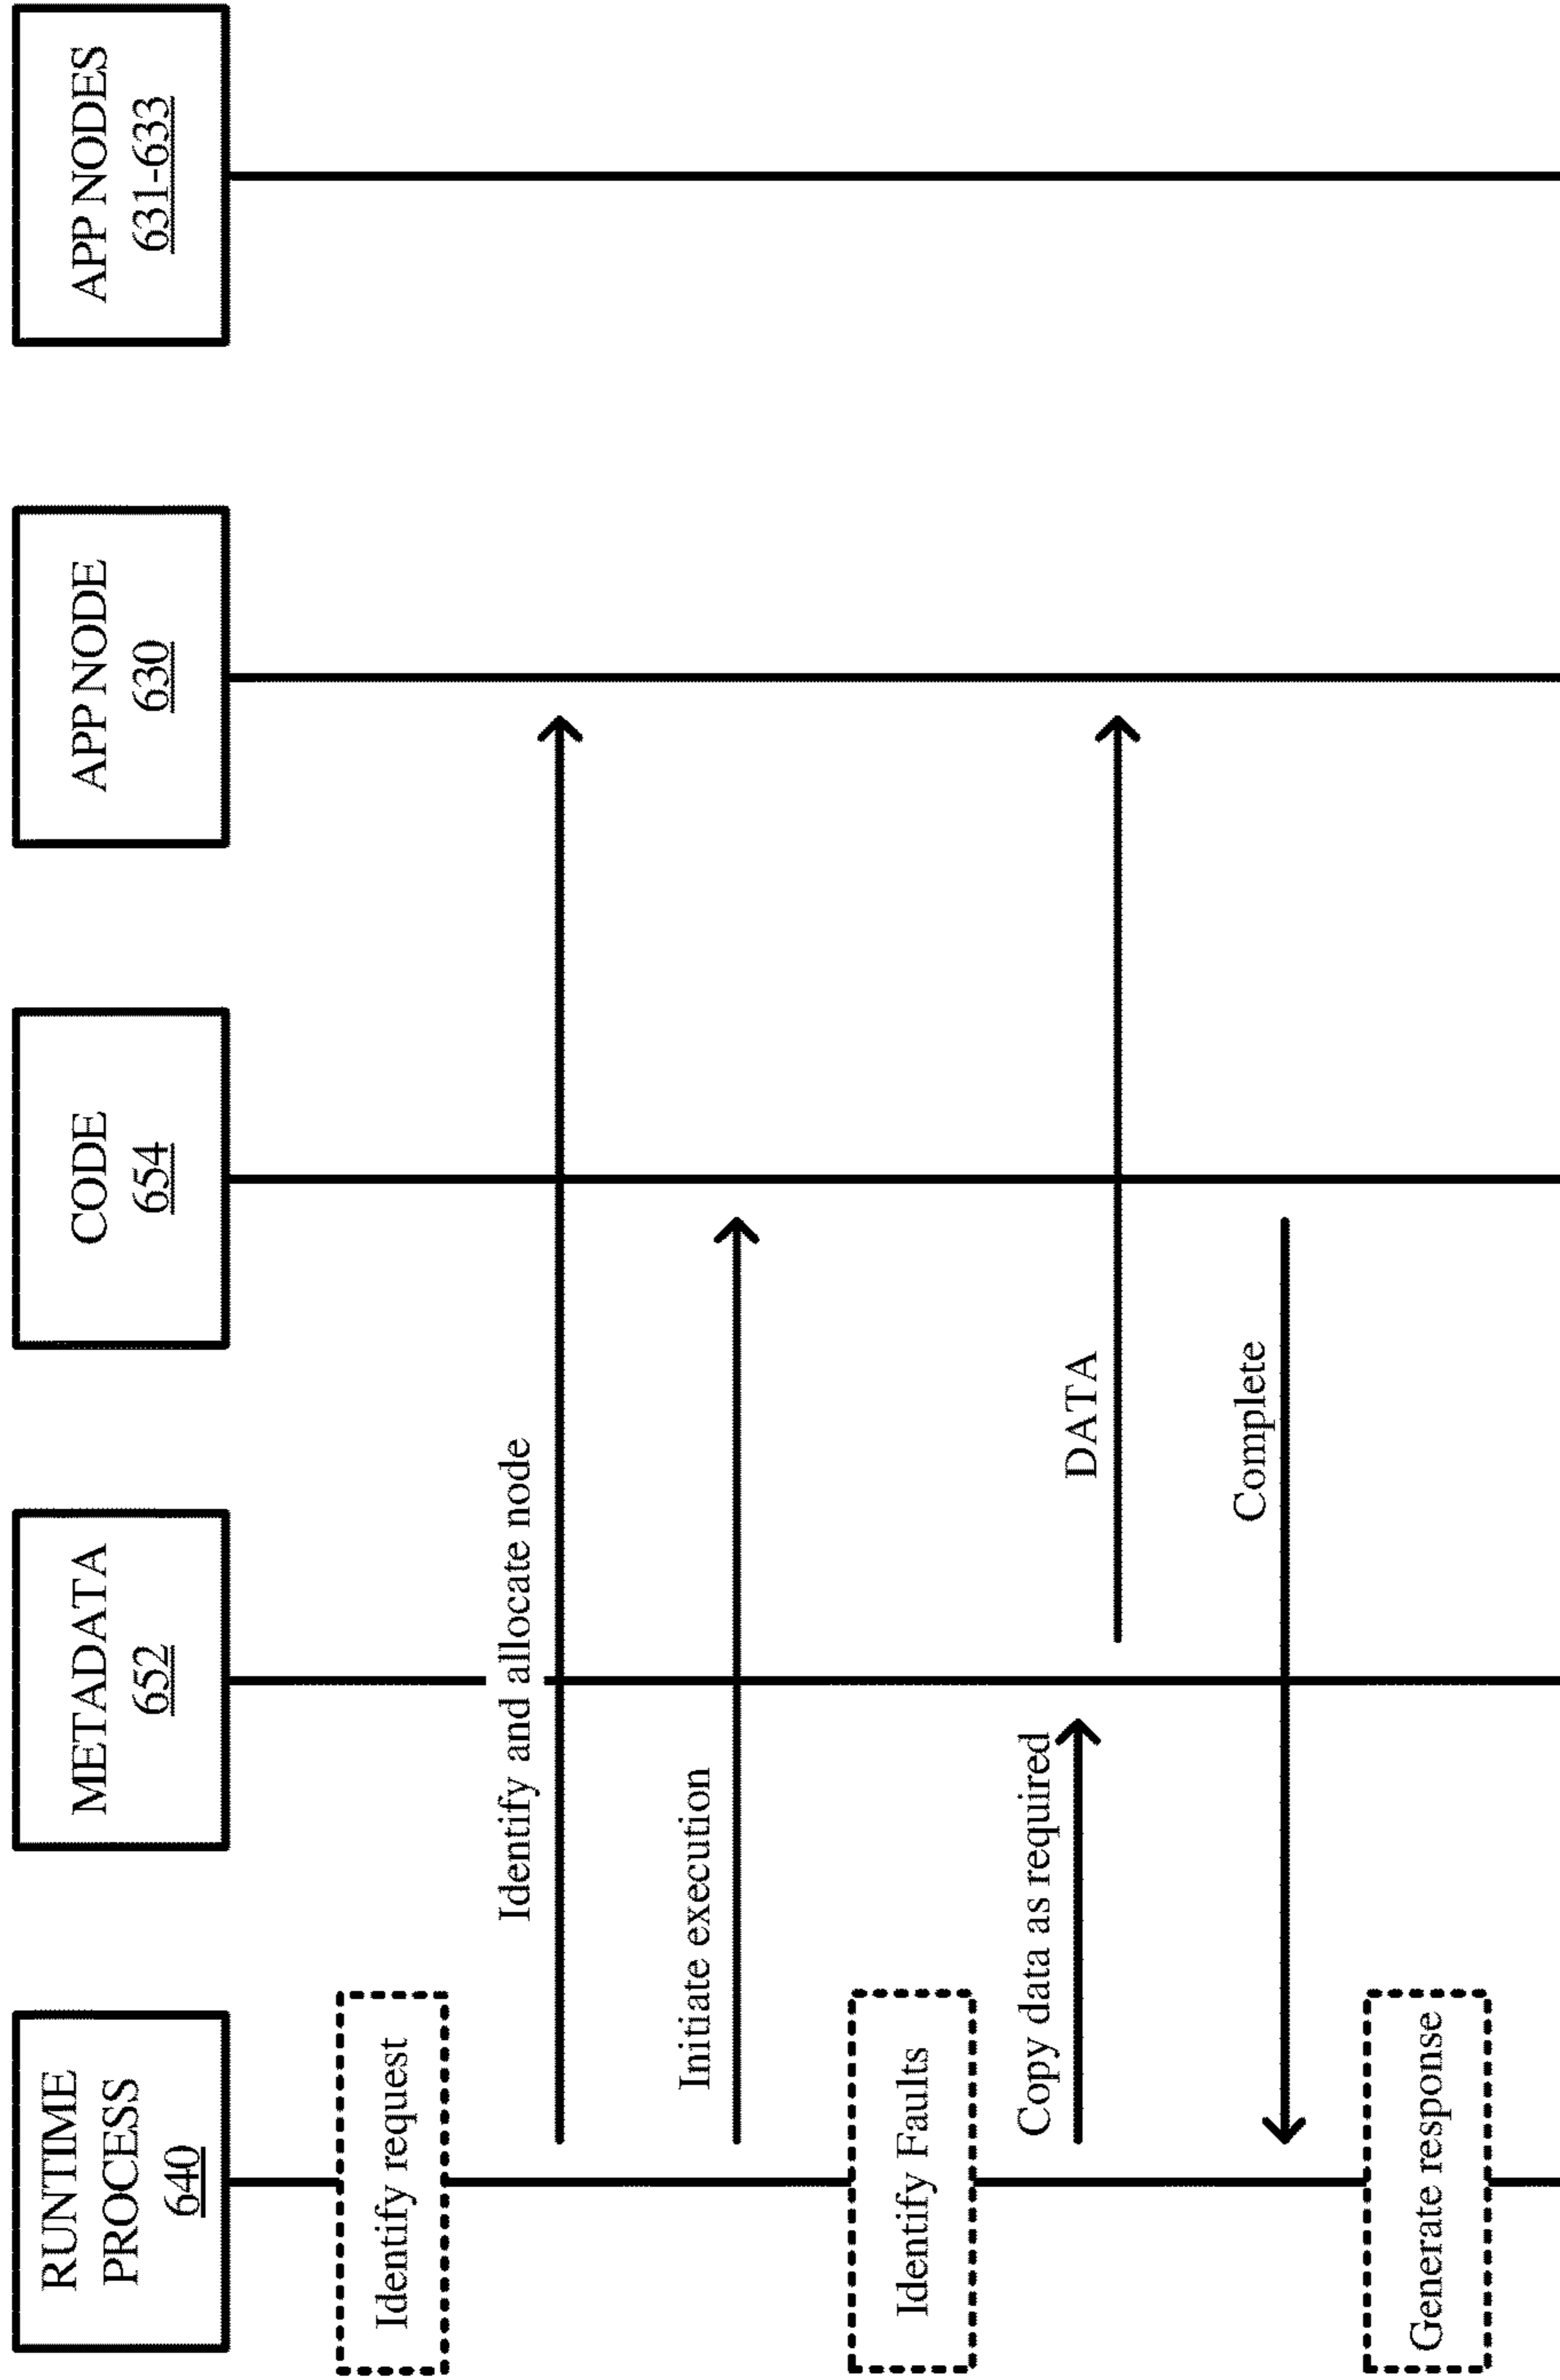 RUNTIME
PROCESS
640
METADATA
652
CODE
654
APP NODE
630
APP NODES
631-633
Identify request
Identify and allocate node
Initiate execution
Identify Faults
Copy data as required
DATA
Complete
Generate response